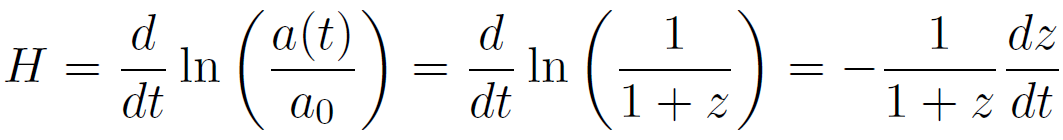 H = \frac{d}{dt} \ln \left( \frac{a(t)}{a_0} \right) = \frac{d}{dt} \ln \left( \frac{1}{1+z} \right) = -\frac{1}{1+z} \frac{dz}{dt}